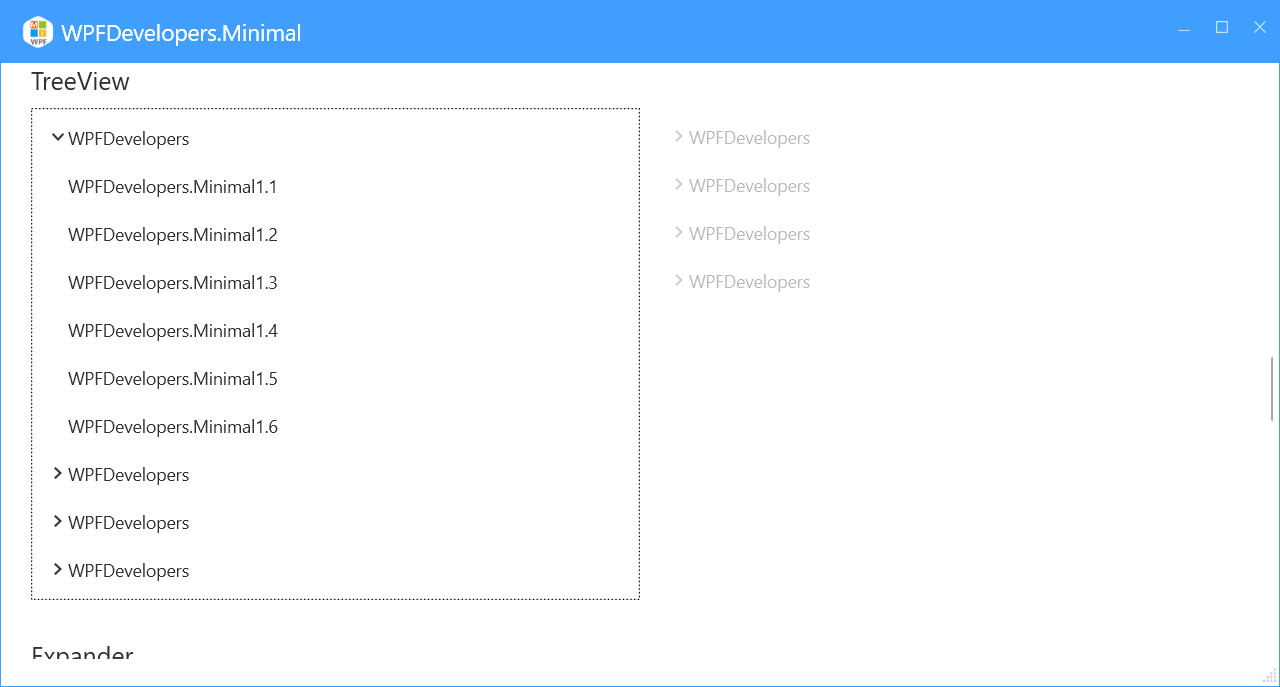 WPFDevelopers.Minimal
TreeView
WPFDevelopers
WPFDevelopers.Minimal1.1
WPFDevelopers.Minimal1.2
WPFDevelopers.Minimal1.3
WPFDevelopers.Minimal1.4
WPFDevelopers.Minimal1.5
WPFDevelopers.Minimal1.6
WPFDevelopers
WPFDevelopers
WPFDevelopers
WPFDevelopers
WPFDevelopers
WPFDevelopers
WPFDevelopers
Expander